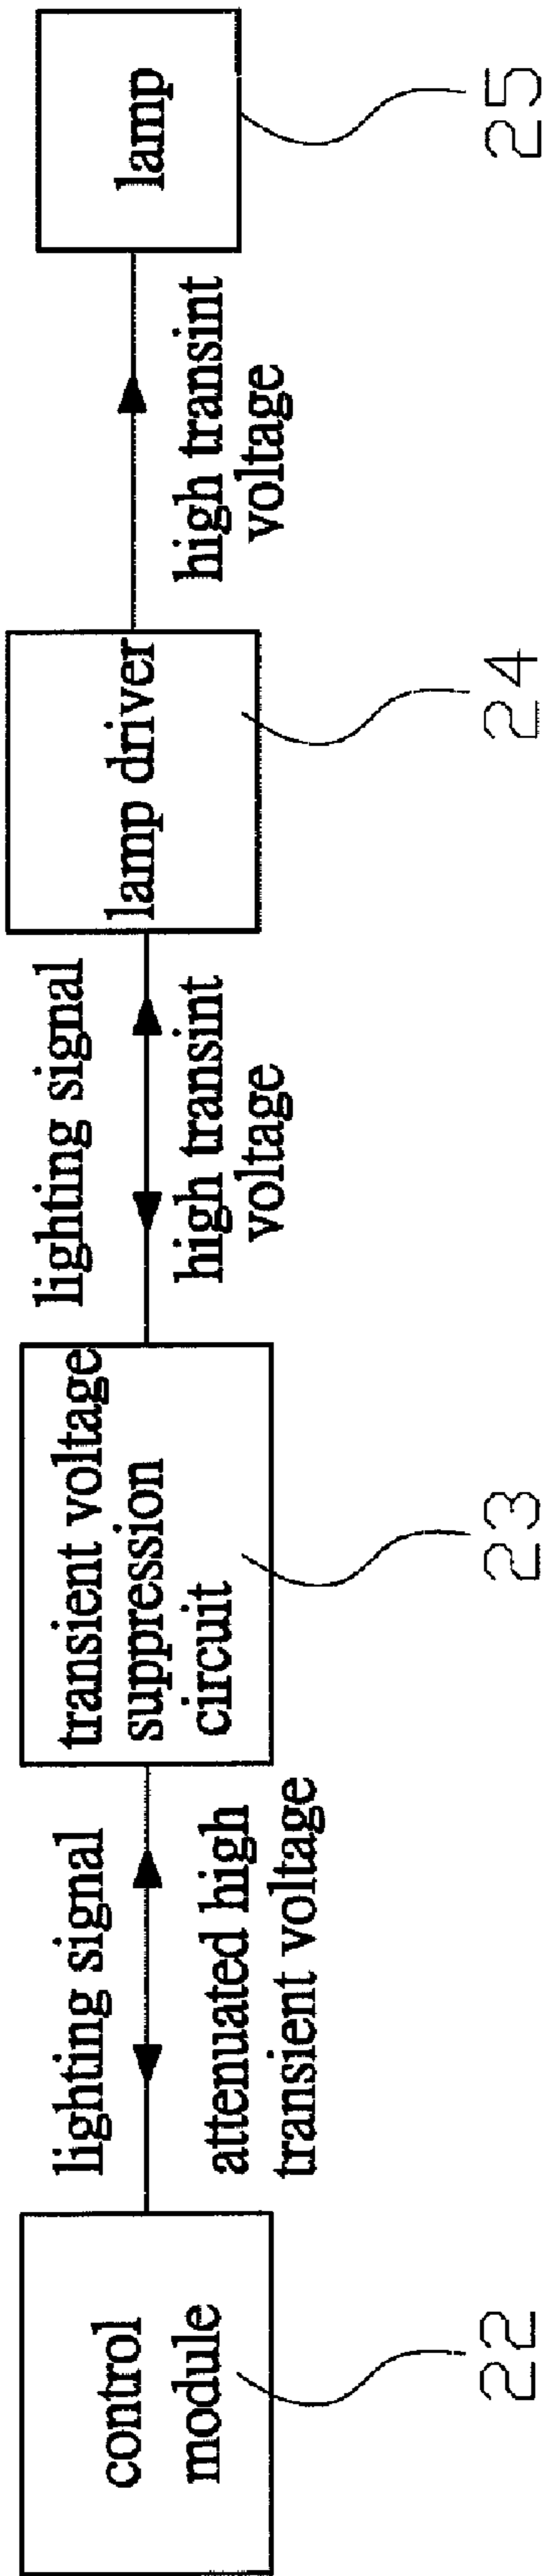 control
module
22
lighting signal
attenuated high
transient voltage
transient voltage
suppression
circuit
23
lighting signal
high transint
voltage
lamp driver
24
high transint
voltage
lamp
25